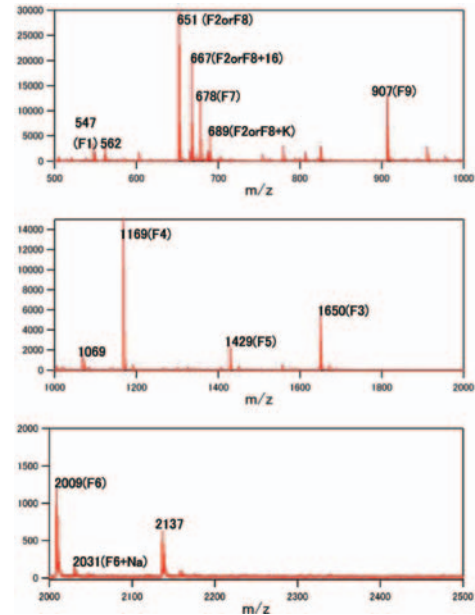 30000
25000
20000
15000
10000
5000
0
651 (F2orF8)
667(F2orF8+16)
678(F7)
689(F2orF8+K)
547
(F1) 562
907(F9)
500 600 700 800 900 1000
m/z
14000
12000
10000
8000
6000
4000
2000
0
1169(F4)
1069
1429(F5)
1650(F3)
1000 1200 1400 1600 1800 2000
m/z
2000
1500
1000
500
0
2009(F6)
2031(F6+Na)
2137
2000 2100 2200 2300 2400 2500
m/z